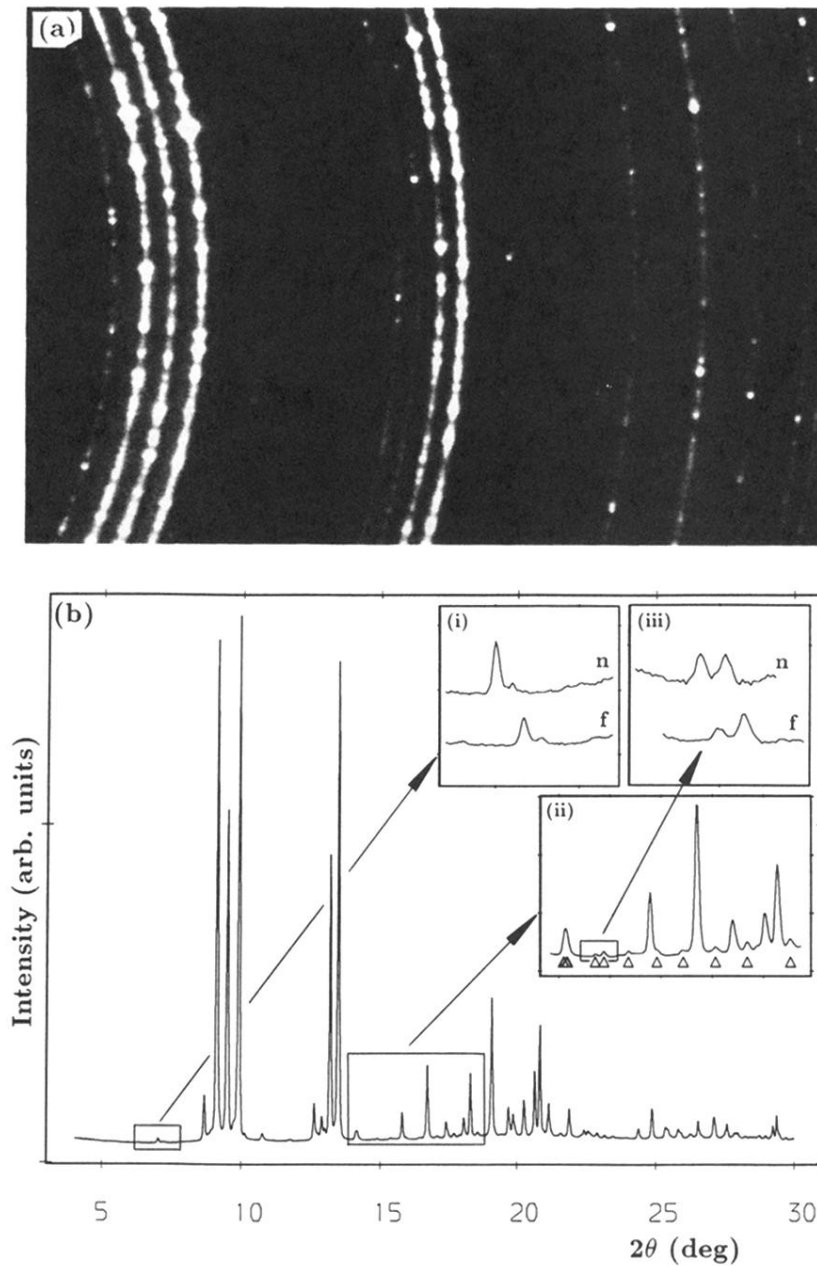 (a)
(b)
(i)
n
f
(iii)
n
f
(ii)
Intensity (arb. units)
5 10 15 20 25 30
2θ (deg)